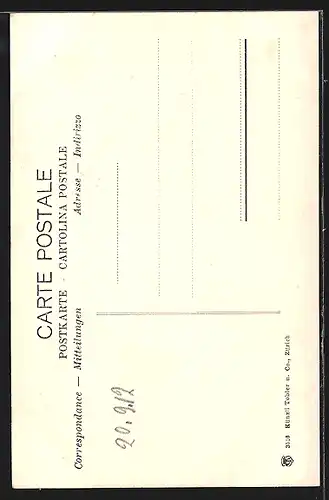 CARTE POSTALE
POSTKARTE - CARTOLINA POSTALE
Correspondance — Mitteilungen
Adresse — Indirizzo
20.9.12
Künzli Tobler u. Co., Zürich